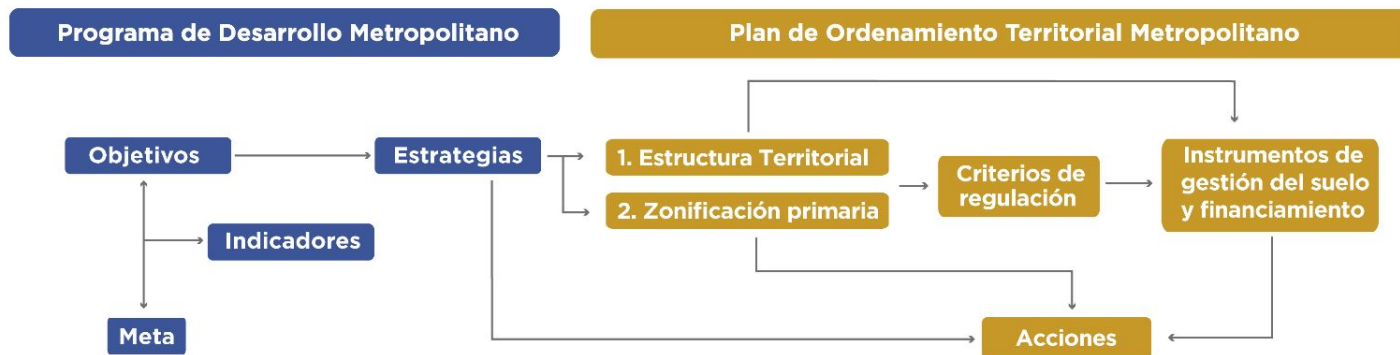 Programa de Desarrollo Metropolitano
Plan de Ordenamiento Territorial Metropolitano
Objetivos
Estrategias
1. Estructura Territorial
2. Zonificación primaria
Criterios de
regulación
Instrumentos de
gestión del suelo
y financiamiento
Indicadores
Meta
Acciones